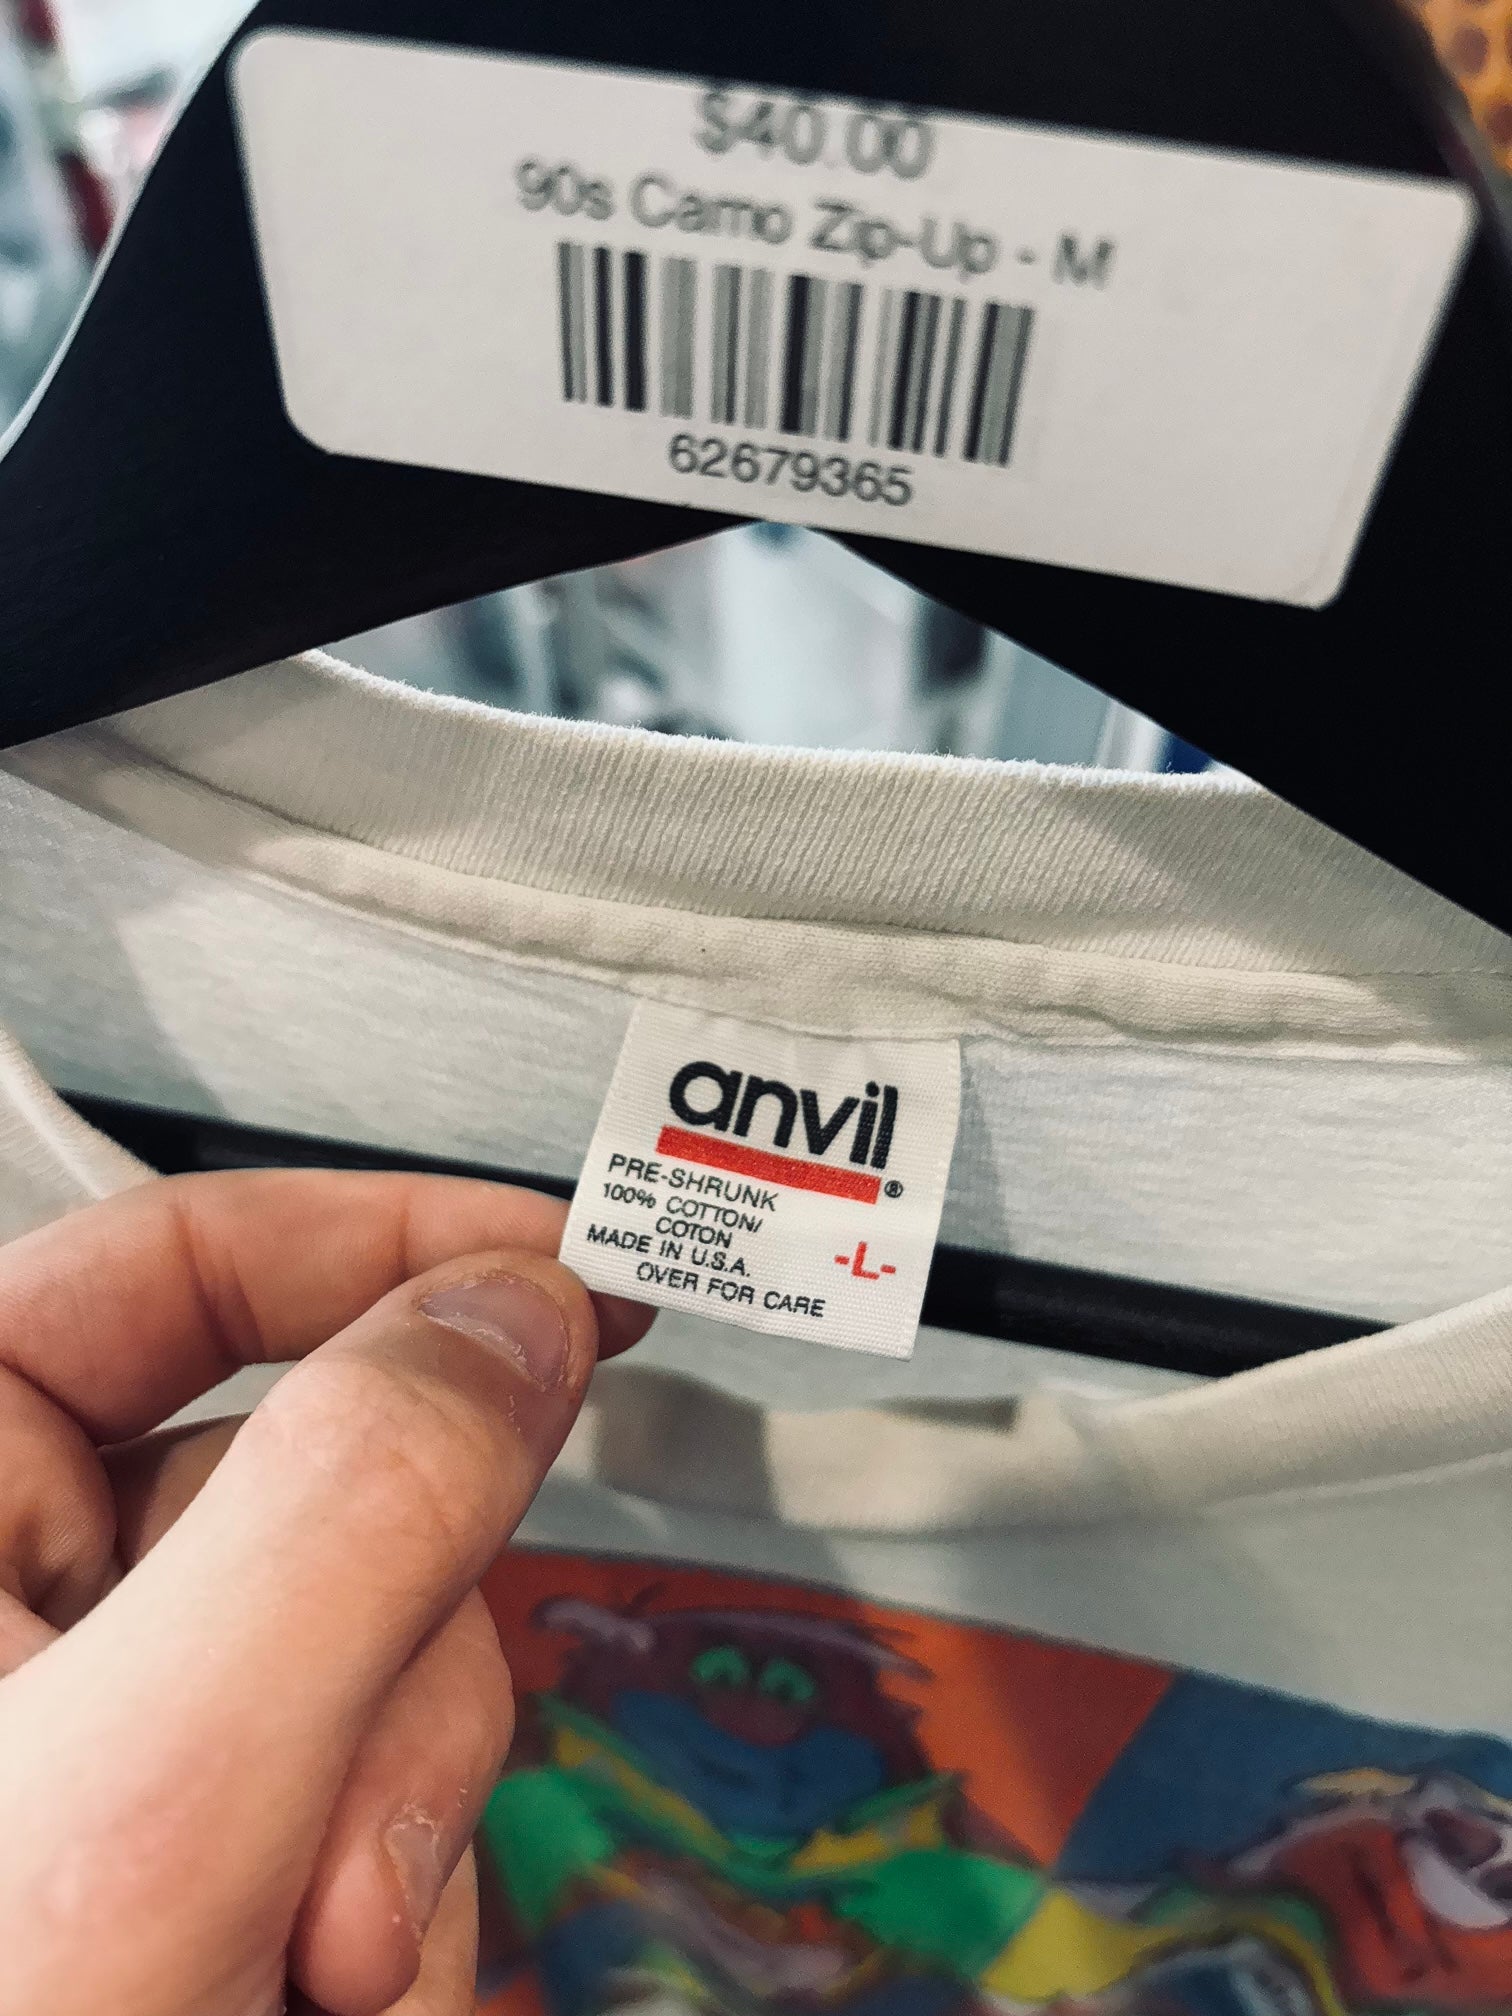 $40.00
90s Camo Zip-Up - M
62679365
anvil®
PRE-SHRUNK
100% COTTON/
COTON
MADE IN U.S.A.
-L-
OVER FOR CARE